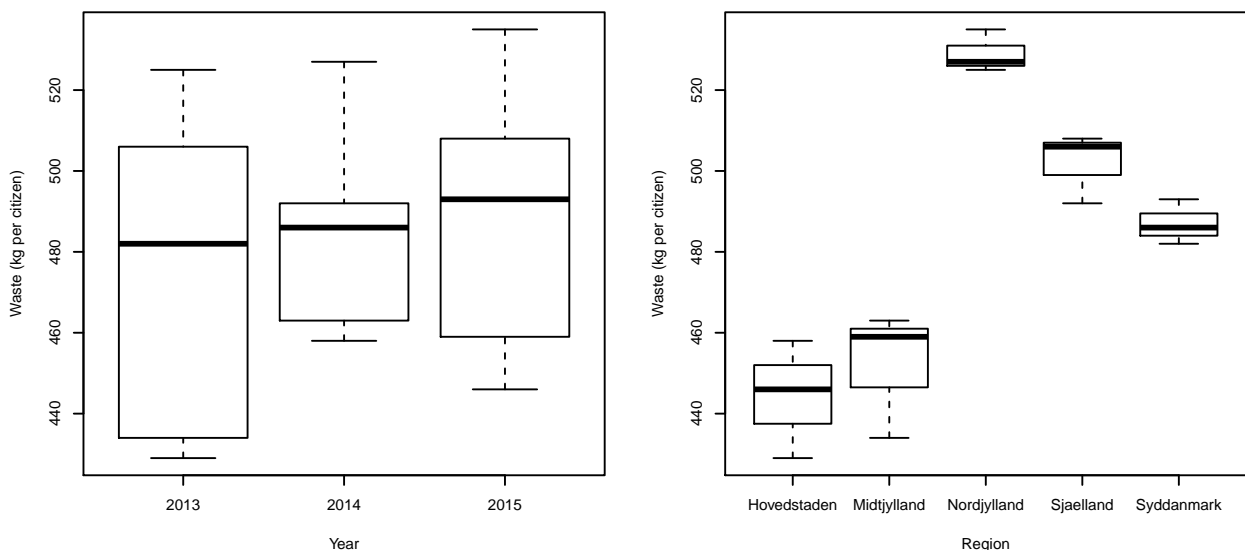 Waste (kg per citizen)
520
500
480
460
440
2013 2014 2015
Year
Waste (kg per citizen)
520
500
480
460
440
Hovedstaden Midtjylland Nordjylland Sjaelland Syddanmark
Region